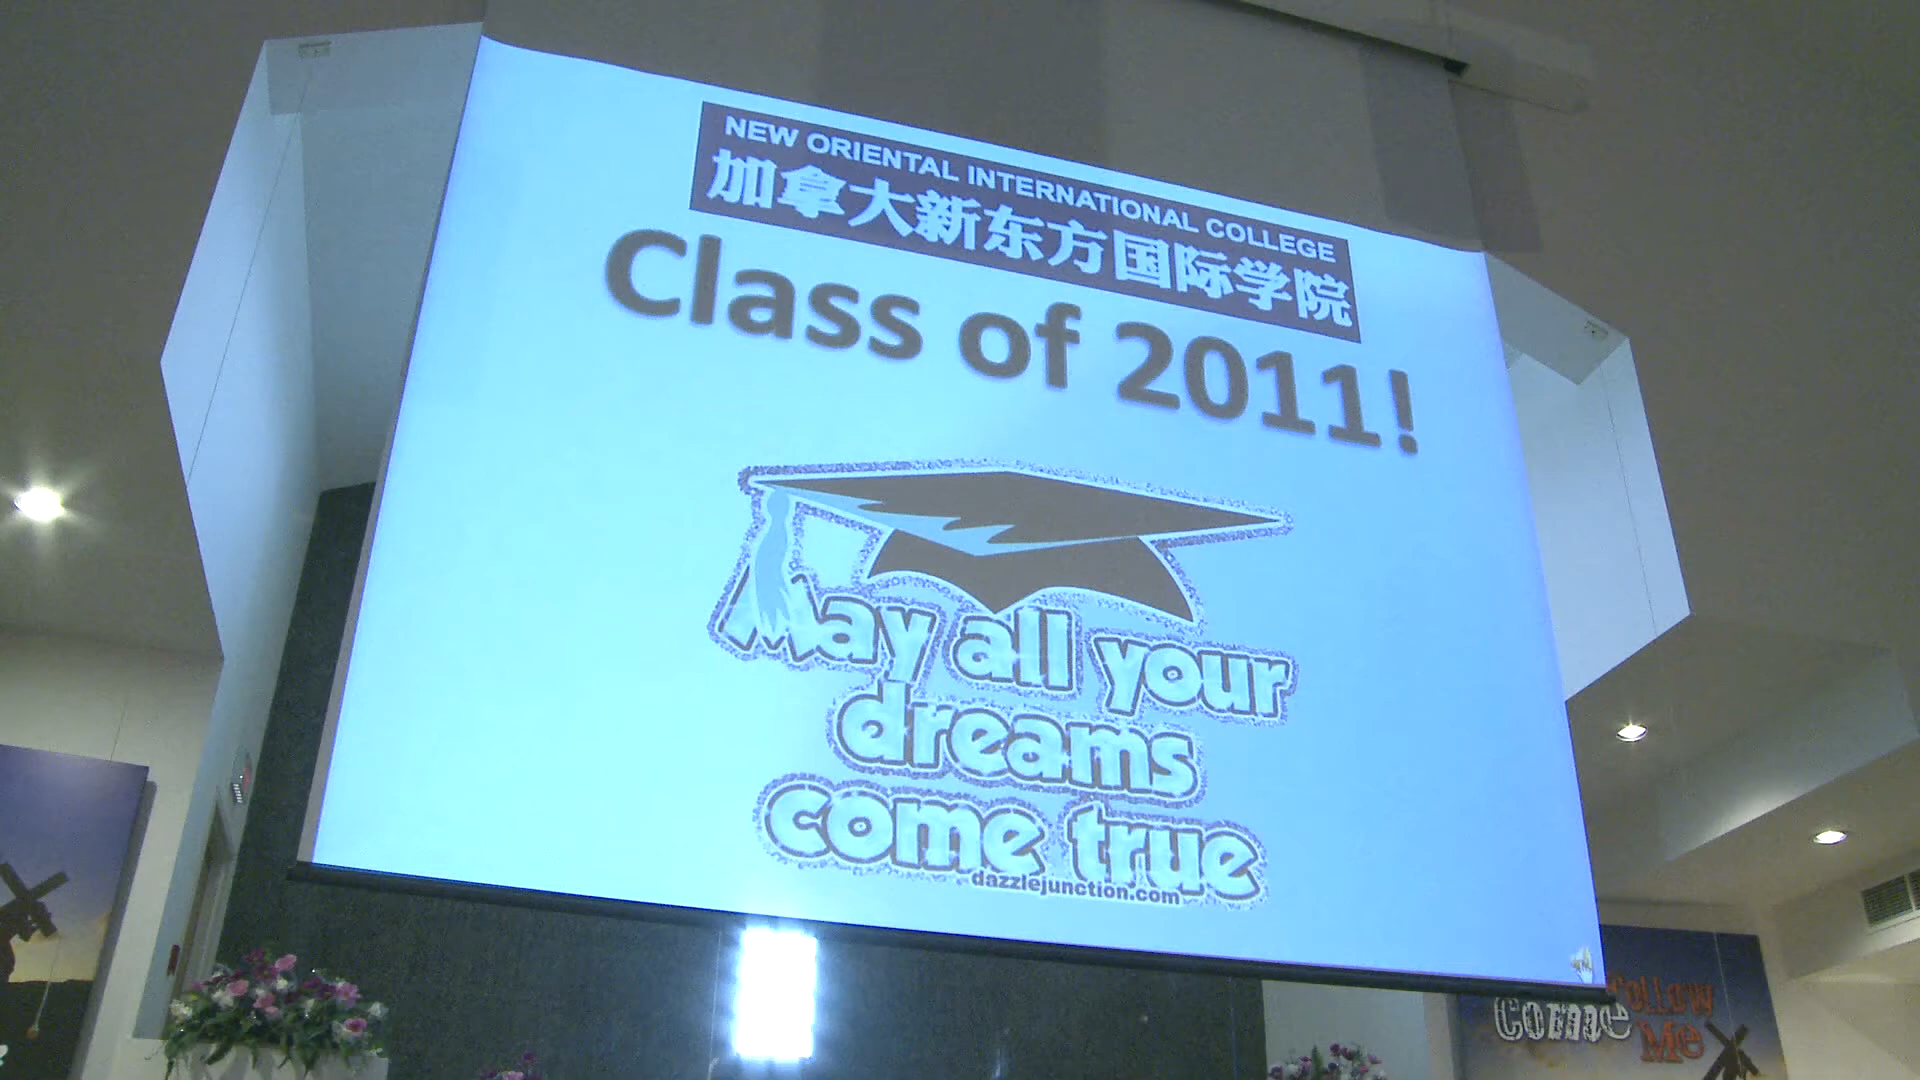 NEW ORIENTAL INTERNATIONAL COLLEGE
加拿大新东方国际学院
Class of 2011!
May all your
dreams
come true
dazzlejunction.com
Come Follow
Me